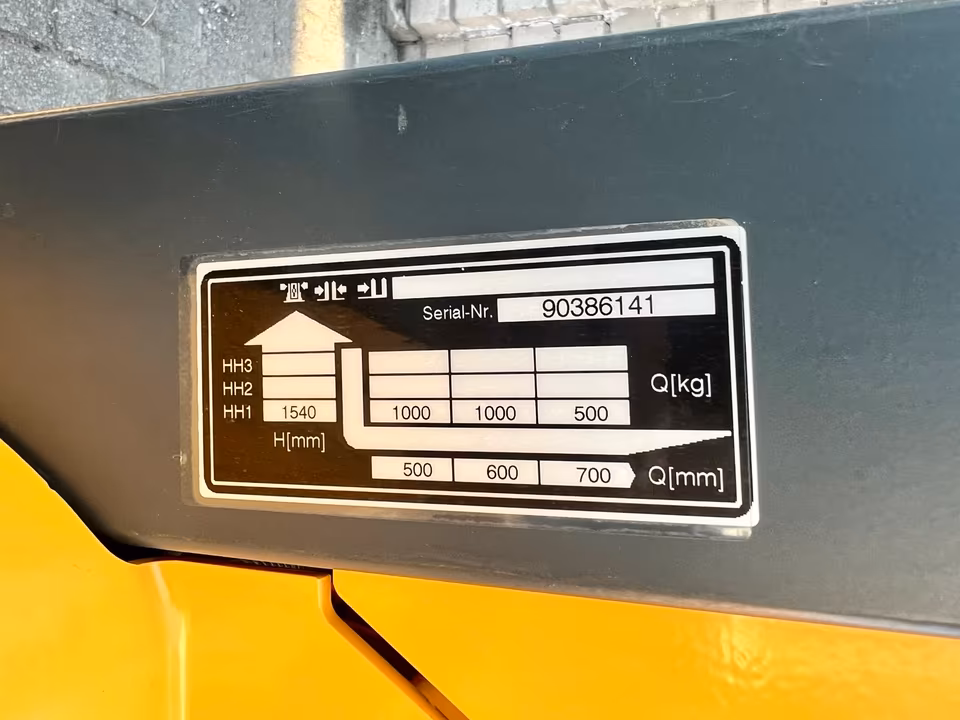 Serial-Nr. 90386141
HH3
HH2
HH1 1540 1000 1000 500
Q[kg]
H[mm]
500 600 700 Q[mm]